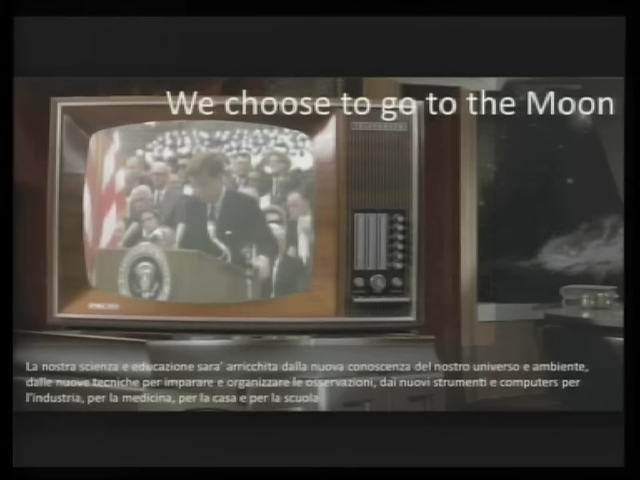 We choose to go to the Moon
La nostra scienza e educazione sara' arricchita dalla nuova conoscenza del nostro universo e ambiente,
dalle nuove tecniche per imparare e organizzare le osservazioni, dai nuovi strumenti e computers per
l'industria, per la medicina, per la casa e per la scuola